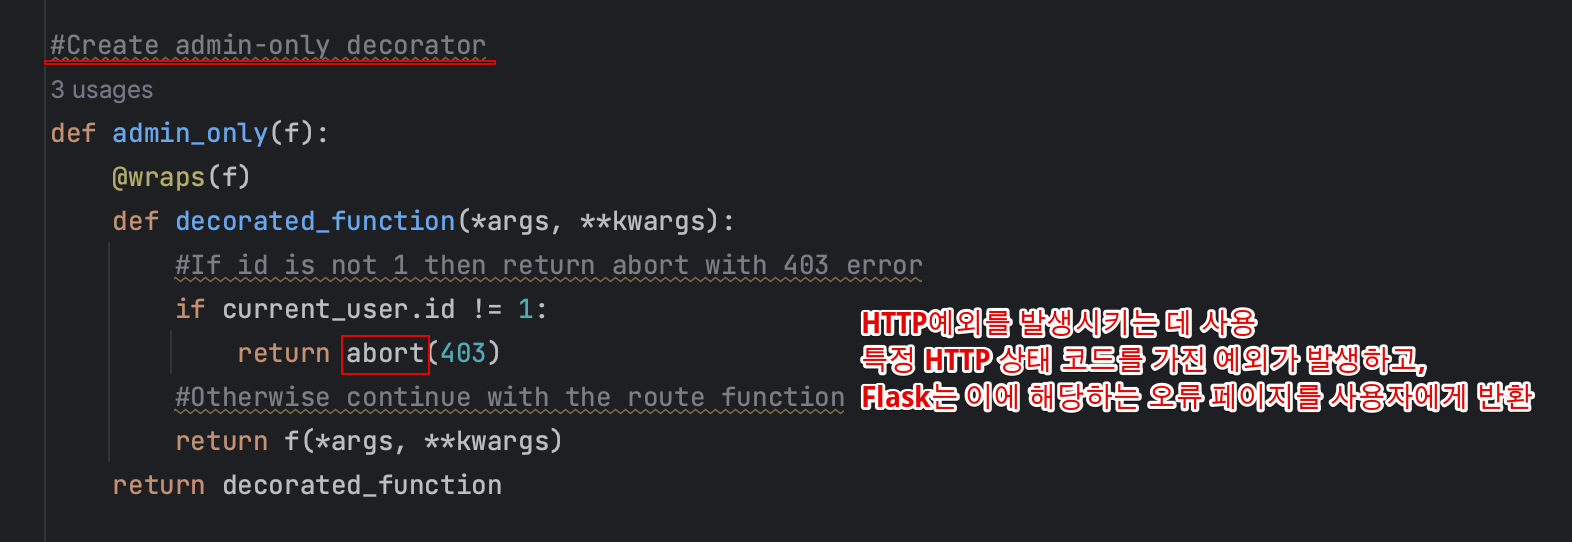 #Create admin-only decorator
3 usages
def admin_only(f):
    @wraps(f)
    def decorated_function(*args, **kwargs):
        #If id is not 1 then return abort with 403 error
        if current_user.id != 1:
            return abort(403)
        #Otherwise continue with the route function
        return f(*args, **kwargs)
    return decorated_function
HTTP예외를 발생시키는 데 사용
특정 HTTP 상태 코드를 가진 예외가 발생하고,
Flask는 이에 해당하는 오류 페이지를 사용자에게 반환